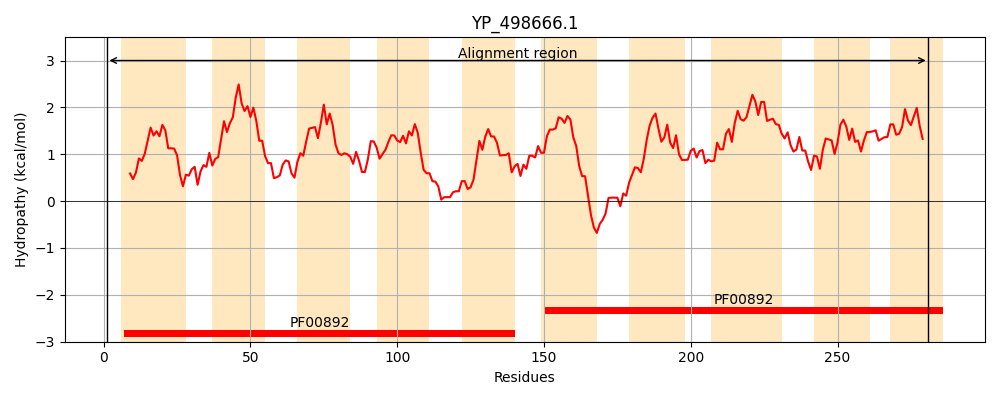 YP_498666.1
Alignment region
Hydropathy (kcal/mol)
3
2
1
0
−1
−2
−3
PF00892
PF00892
0 50 100 150 200 250
Residues